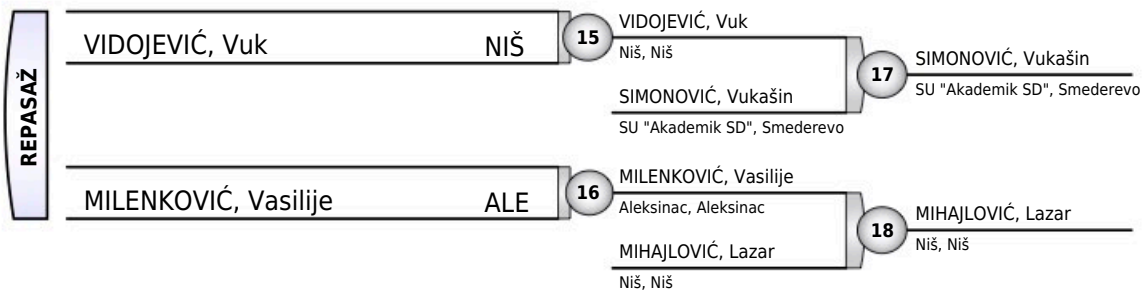 REPASAŽ
VIDOJEVIĆ, Vuk NIŠ
15
VIDOJEVIĆ, Vuk
Niš, Niš
SIMONOVIĆ, Vukašin
SU "Akademik SD", Smederevo
17
SIMONOVIĆ, Vukašin
SU "Akademik SD", Smederevo
MILENKOVIĆ, Vasilije ALE
16
MILENKOVIĆ, Vasilije
Aleksinac, Aleksinac
MIHAJLOVIĆ, Lazar
Niš, Niš
18
MIHAJLOVIĆ, Lazar
Niš, Niš